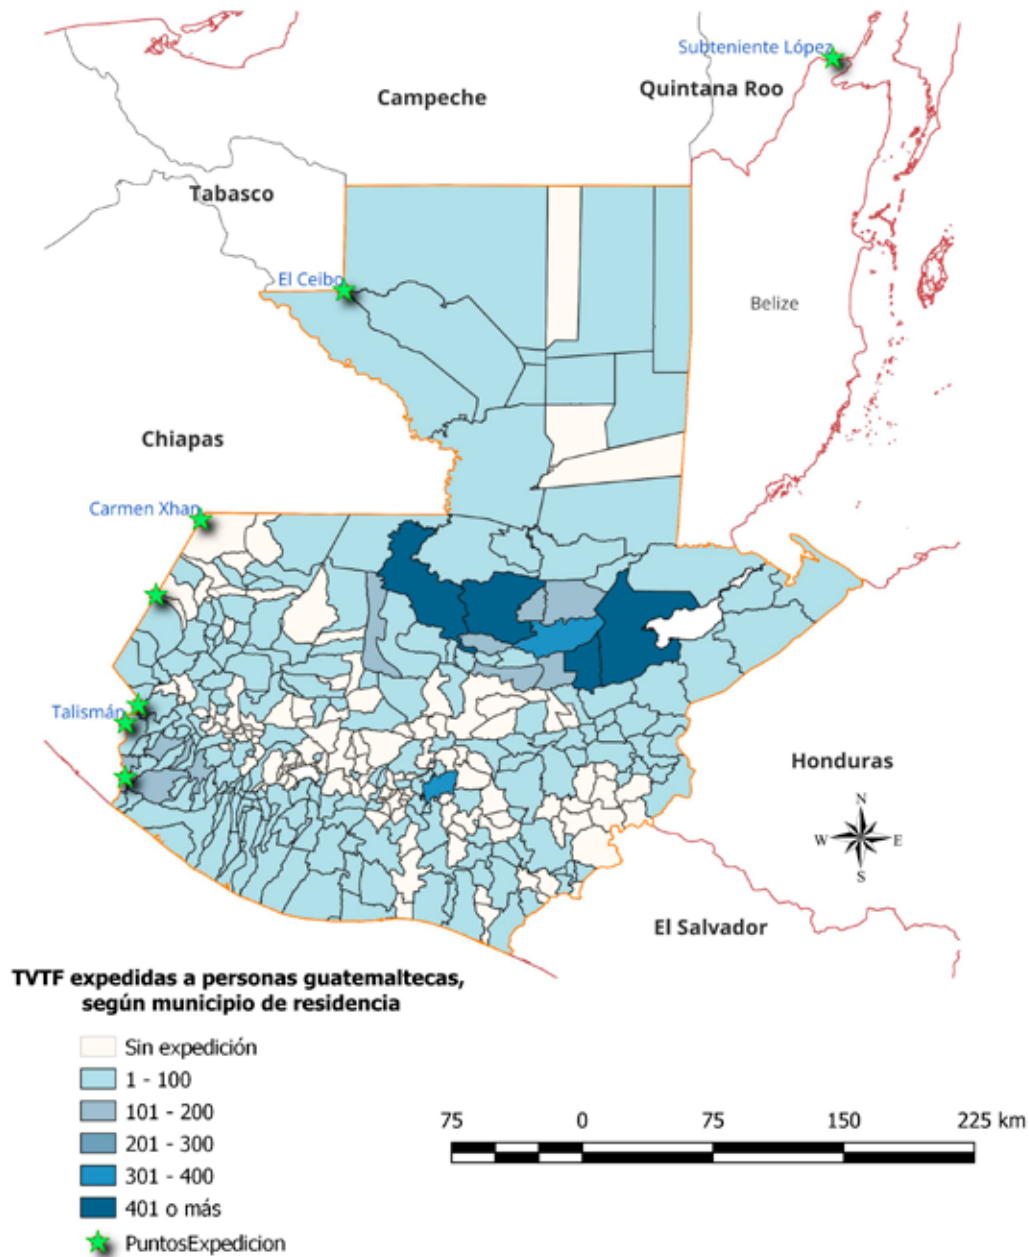 Subteniente López
Quintana Roo
Campeche
Tabasco
El Ceibo
Belize
Chiapas
Carmen Xhan
Talismán
Honduras
N
W E
S
El Salvador
TVTF expedidas a personas guatemaltecas,
según municipio de residencia
Sin expedición
1 - 100
101 - 200
201 - 300
301 - 400
401 o más
PuntosExpedicion
75 0 75 150 225 km